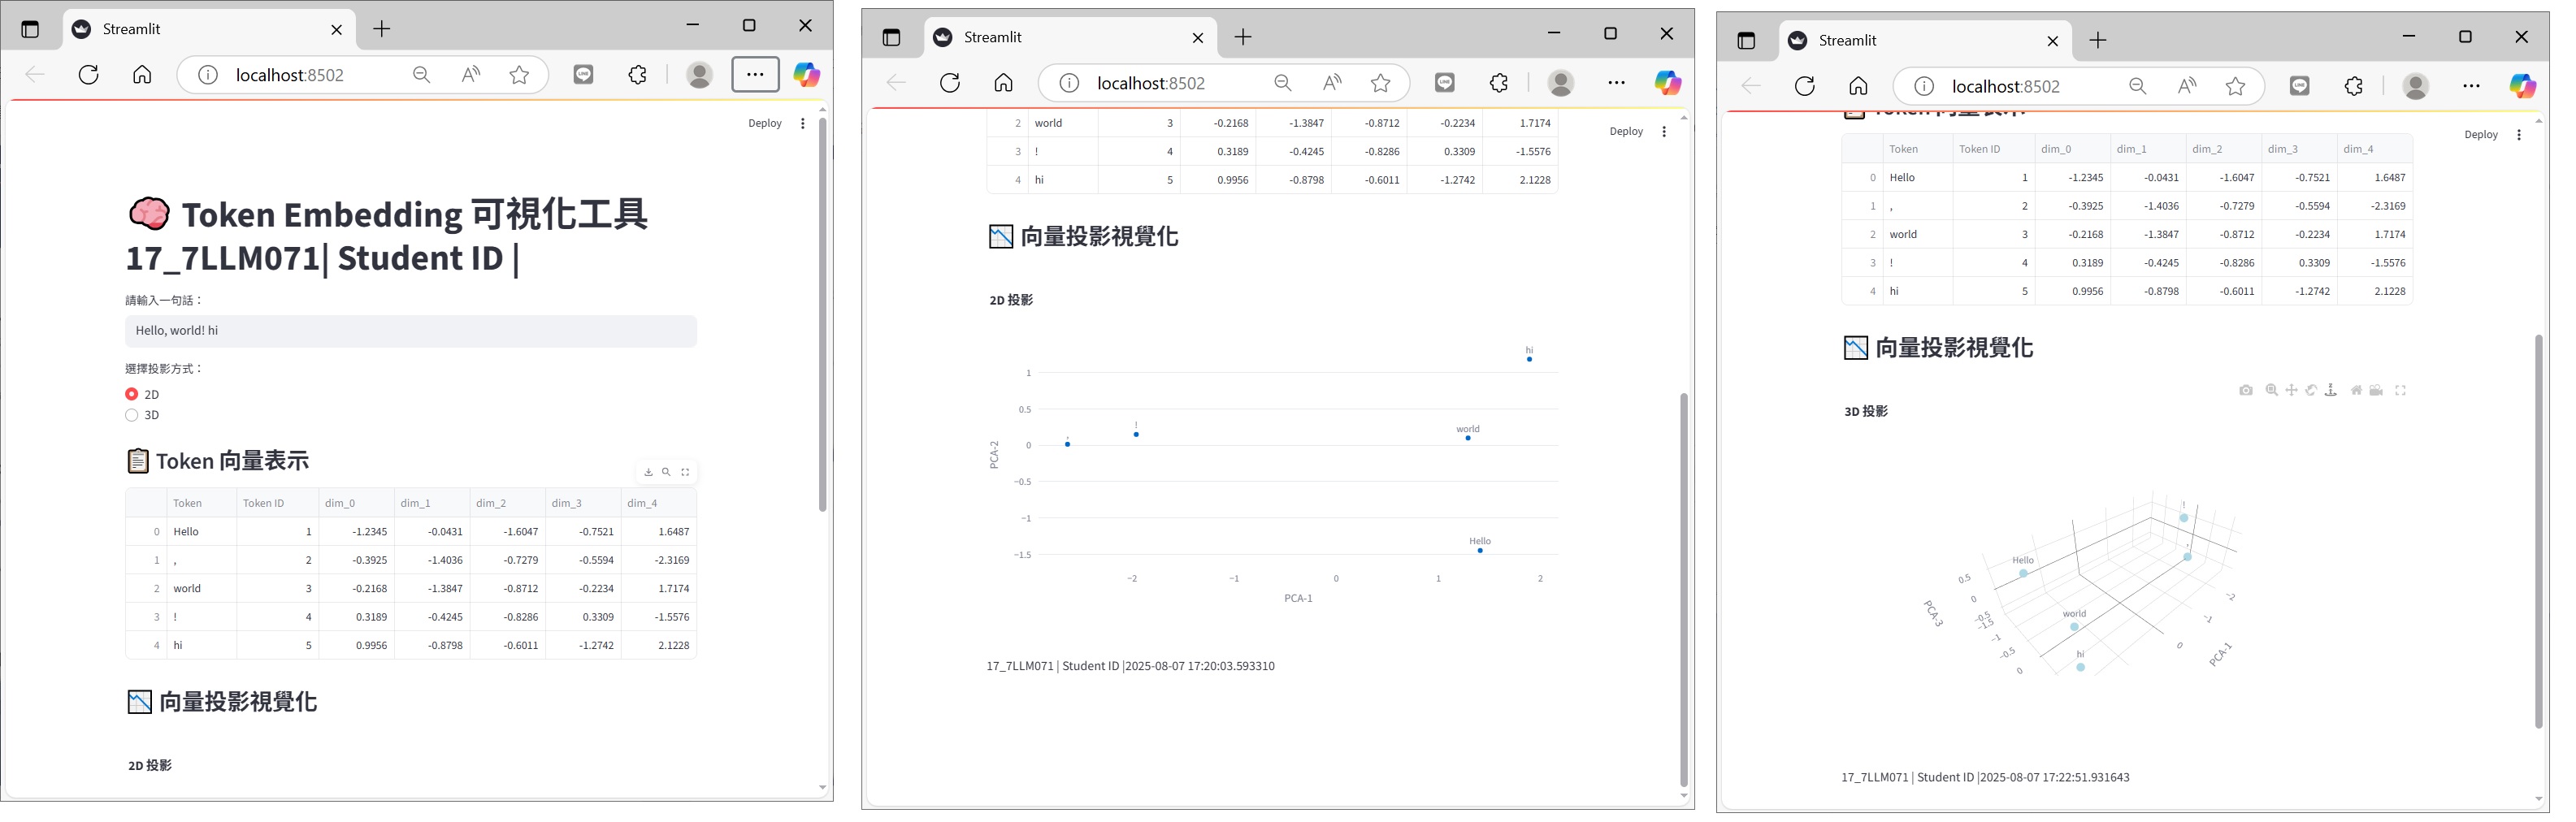 Streamlit
localhost:8502
Deploy
Token Embedding 可視化工具
17_7LLM071| Student ID |
請輸入一句話：
Hello, world! hi
選擇投影方式：
2D
3D
Token 向量表示
Token Token ID dim_0 dim_1 dim_2 dim_3 dim_4
0 Hello 1 -1.2345 -0.0431 -1.6047 -0.7521 1.6487
1 , 2 -0.3925 -1.4036 -0.7279 -0.5594 -2.3169
2 world 3 -0.2168 -1.3847 -0.8712 -0.2234 1.7174
3 ! 4 0.3189 -0.4245 -0.8286 0.3309 -1.5576
4 hi 5 0.9956 -0.8798 -0.6011 -1.2742 2.1228
向量投影視覺化
2D 投影
Streamlit
localhost:8502
Deploy
2 world 3 -0.2168 -1.3847 -0.8712 -0.2234 1.7174
3 ! 4 0.3189 -0.4245 -0.8286 0.3309 -1.5576
4 hi 5 0.9956 -0.8798 -0.6011 -1.2742 2.1228
向量投影視覺化
2D 投影
hi
1
0.5
, ! world
0
PCA-2
−0.5
−1
Hello
−1.5
−2 −1 0 1 2
PCA-1
17_7LLM071 | Student ID |2025-08-07 17:20:03.593310
Streamlit
localhost:8502
Token 向量表示
Deploy
Token Token ID dim_0 dim_1 dim_2 dim_3 dim_4
0 Hello 1 -1.2345 -0.0431 -1.6047 -0.7521 1.6487
1 , 2 -0.3925 -1.4036 -0.7279 -0.5594 -2.3169
2 world 3 -0.2168 -1.3847 -0.8712 -0.2234 1.7174
3 ! 4 0.3189 -0.4245 -0.8286 0.3309 -1.5576
4 hi 5 0.9956 -0.8798 -0.6011 -1.2742 2.1228
向量投影視覺化
3D 投影
!
,
Hello
0.5
0
−0.5
PCA-3
world
−1.5
−1
−0.5
0
hi
−2
−1
0
PCA-1
17_7LLM071 | Student ID |2025-08-07 17:22:51.931643